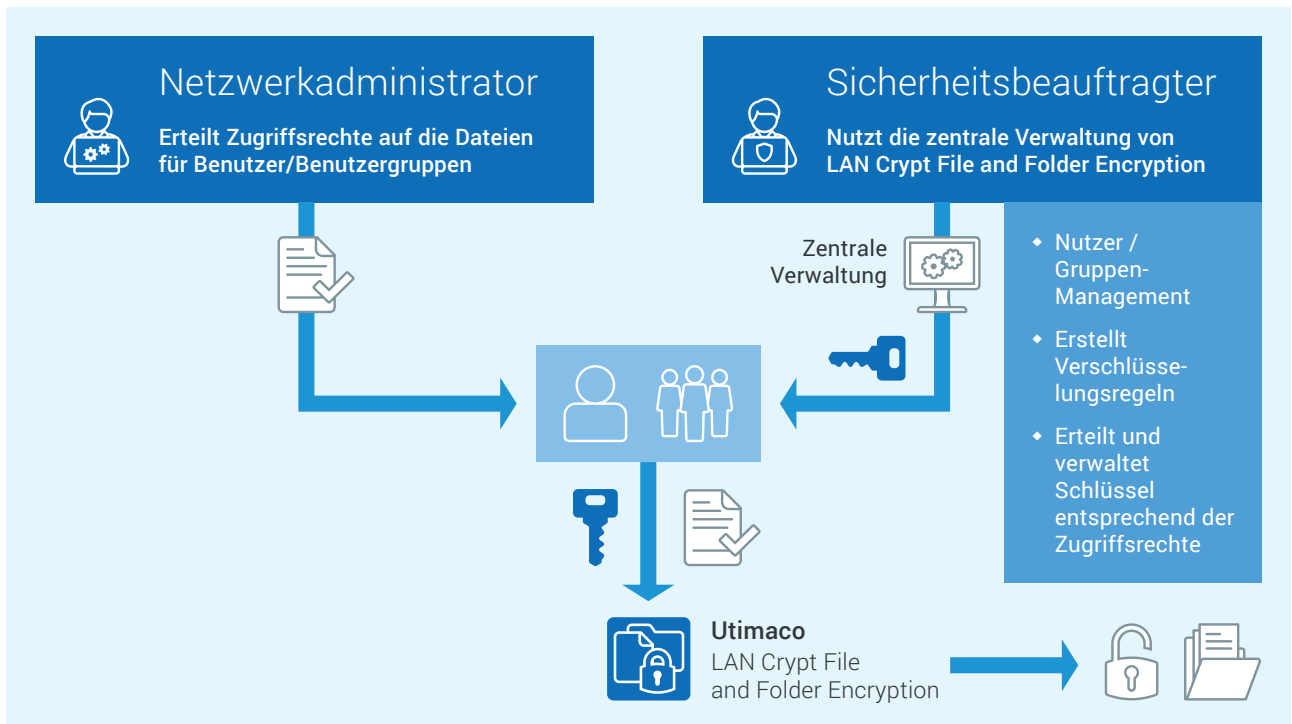 Netzwerkadministrator
Erteilt Zugriffsrechte auf die Dateien
für Benutzer/Benutzergruppen
Sicherheitsbeauftragter
Nutzt die zentrale Verwaltung von
LAN Crypt File and Folder Encryption
Zentrale
Verwaltung
◆ Nutzer /
Gruppen-
Management
◆ Erstellt
Verschlüsse-
lungsregeln
◆ Erteilt und
verwaltet
Schlüssel
entsprechend der
Zugriffsrechte
Utimaco
LAN Crypt File
and Folder Encryption